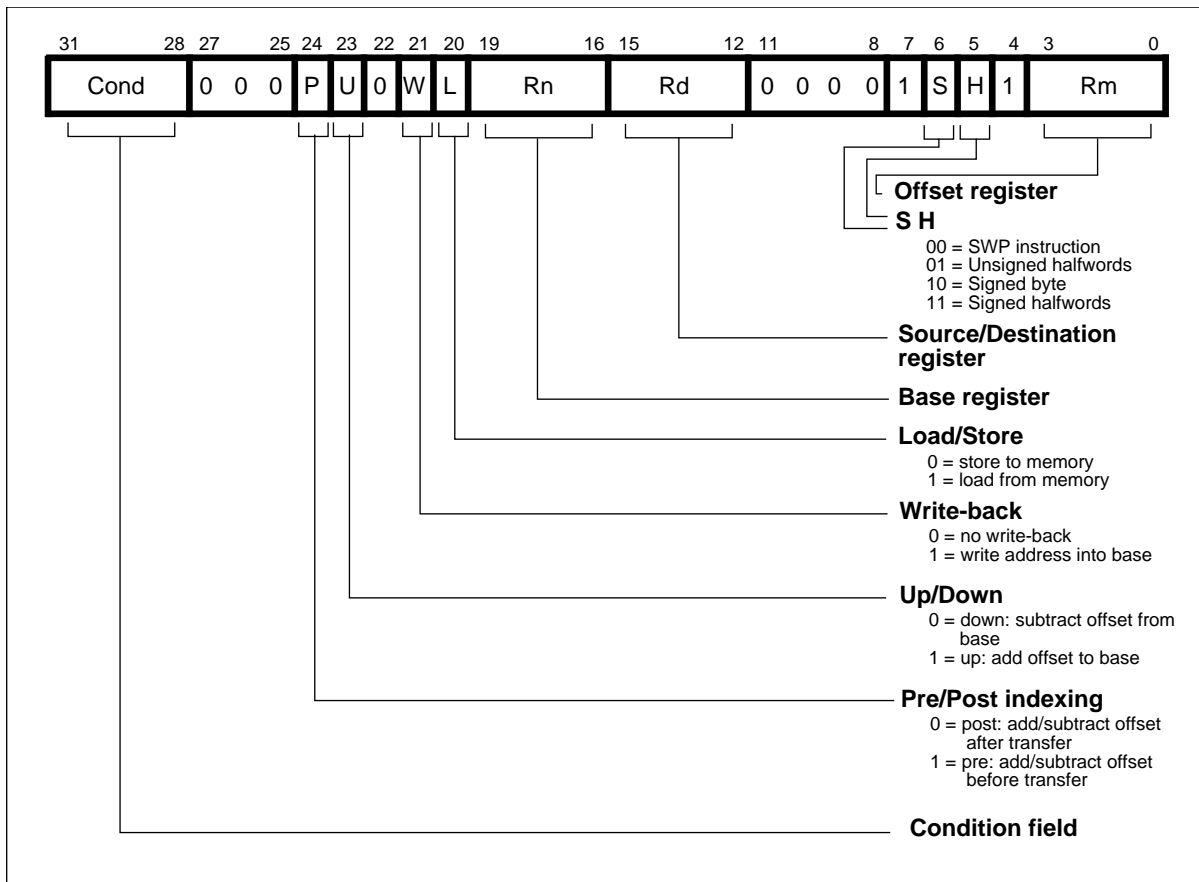 31 28 27 25 24 23 22 21 20 19 16 15 12 11 8 7 6 5 4 3 0
Cond 0 0 0 P U 0 W L Rn Rd 0 0 0 0 1 S H 1 Rm
Offset register
S H
00 = SWP instruction
01 = Unsigned halfwords
10 = Signed byte
11 = Signed halfwords
Source/Destination
register
Base register
Load/Store
0 = store to memory
1 = load from memory
Write-back
0 = no write-back
1 = write address into base
Up/Down
0 = down: subtract offset from
base
1 = up: add offset to base
Pre/Post indexing
0 = post: add/subtract offset
after transfer
1 = pre: add/subtract offset
before transfer
Condition field